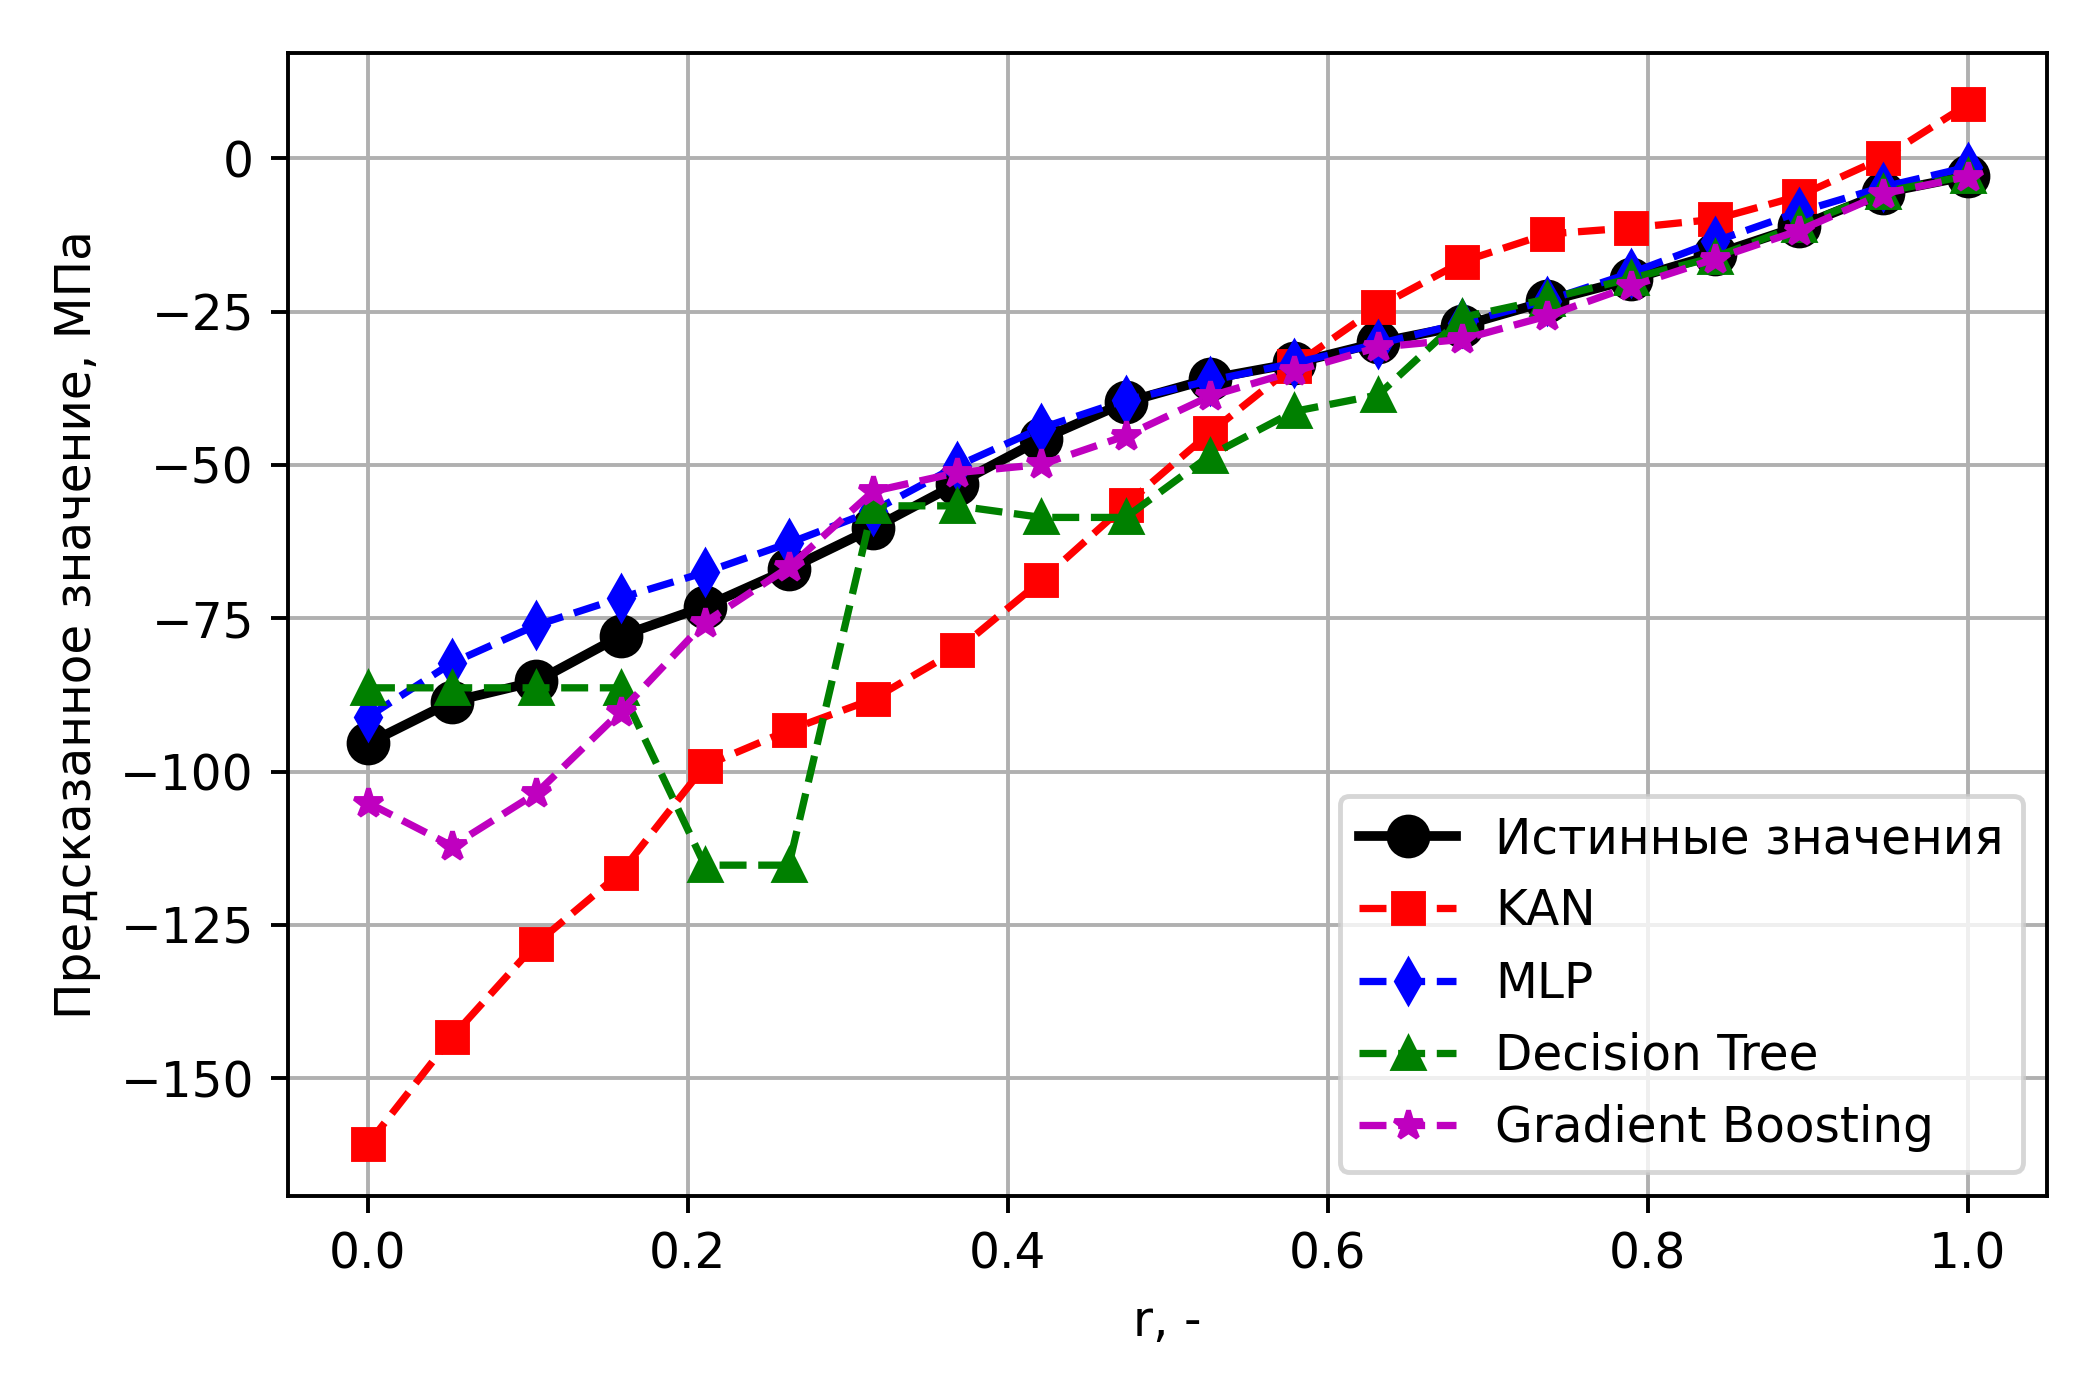 Предсказанное значение, МПа
0
−25
−50
−75
−100
−125
−150
0.0 0.2 0.4 0.6 0.8 1.0
r, -
Истинные значения
KAN
MLP
Decision Tree
Gradient Boosting